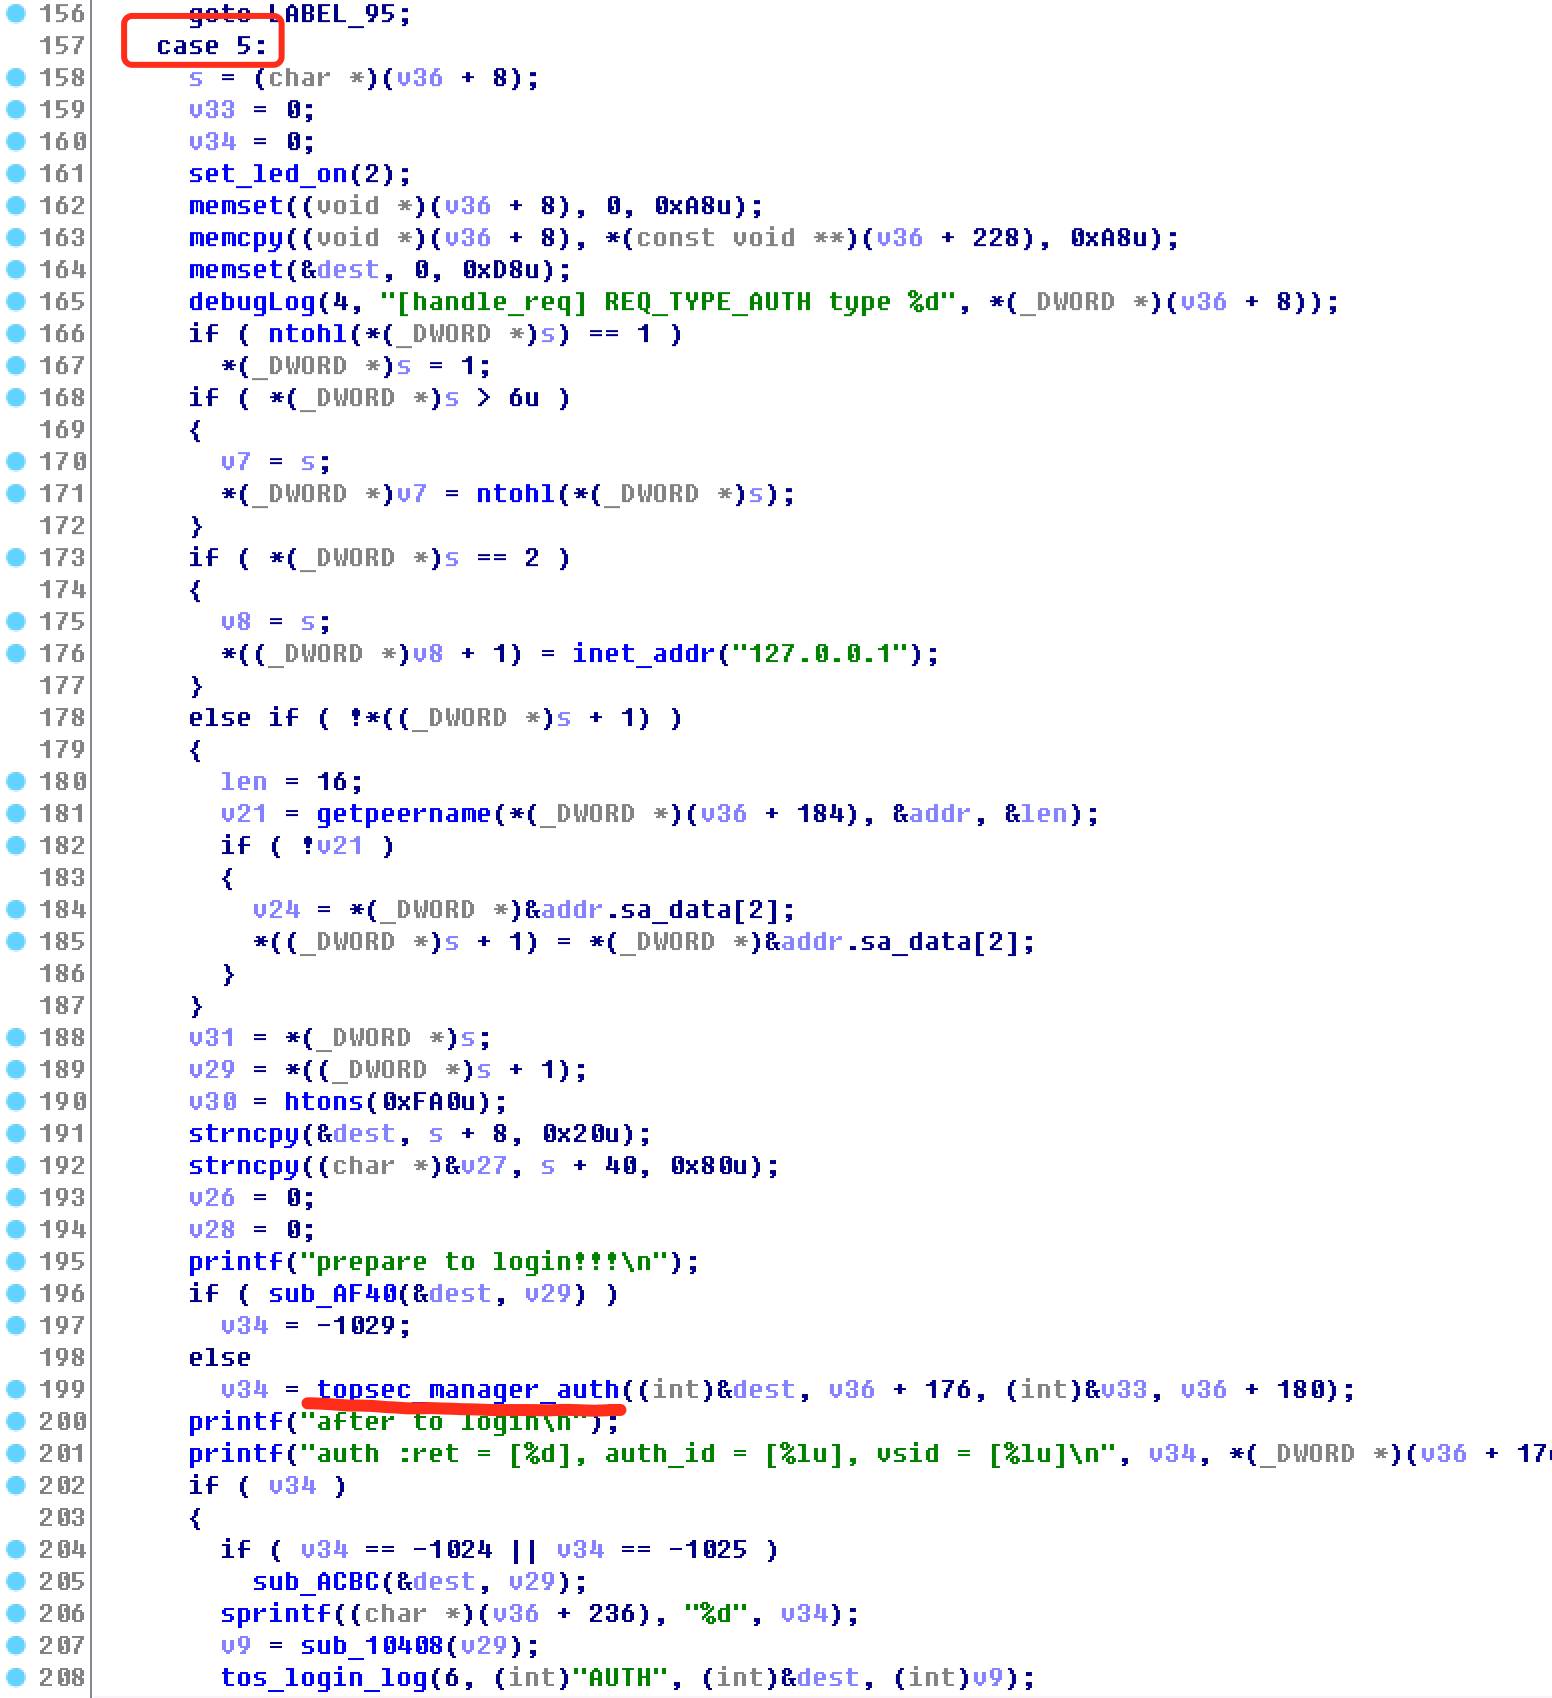 156 goto LABEL_95;
157 case 5:
158 s = (char *)(v36 + 8);
159 v33 = 0;
160 v34 = 0;
161 set_led_on(2);
162 memset((void *)(v36 + 8), 0, 0xA8u);
163 memcpy((void *)(v36 + 8), *(const void **)(v36 + 228), 0xA8u);
164 memset(&dest, 0, 0xD8u);
165 debugLog(4, "[handle_req] REQ_TYPE_AUTH type %d", *(_DWORD *)(v36 + 8));
166 if ( ntohl(*(_DWORD *)s) == 1 )
167 *(_DWORD *)s = 1;
168 if ( *(_DWORD *)s > 6u )
169 {
170 v7 = s;
171 *(_DWORD *)v7 = ntohl(*(_DWORD *)s);
172 }
173 if ( *(_DWORD *)s == 2 )
174 {
175 v8 = s;
176 *((_DWORD *)v8 + 1) = inet_addr("127.0.0.1");
177 }
178 else if ( !*((_DWORD *)s + 1) )
179 {
180 len = 16;
181 v21 = getpeername(*(_DWORD *)(v36 + 184), &addr, &len);
182 if ( !v21 )
183 {
184 v24 = *(_DWORD *)&addr.sa_data[2];
185 *((_DWORD *)s + 1) = *(_DWORD *)&addr.sa_data[2];
186 }
187 }
188 v31 = *(_DWORD *)s;
189 v29 = *((_DWORD *)s + 1);
190 v30 = htons(0xFA0u);
191 strncpy(&dest, s + 8, 0x20u);
192 strncpy((char *)&v27, s + 40, 0x80u);
193 v26 = 0;
194 v28 = 0;
195 printf("prepare to login!!!\n");
196 if ( sub_AF40(&dest, v29) )
197 v34 = -1029;
198 else
199 v34 = topsec_manager_auth((int)&dest, v36 + 176, (int)&v33, v36 + 180);
200 printf("after to login\n");
201 printf("auth :ret = [%d], auth_id = [%lu], vsid = [%lu]\n", v34, *(_DWORD *)(v36 + 17
202 if ( v34 )
203 {
204 if ( v34 == -1024 || v34 == -1025 )
205 sub_ACBC(&dest, v29);
206 sprintf((char *)(v36 + 236), "%d", v34);
207 v9 = sub_10408(v29);
208 tos_login_log(6, (int)"AUTH", (int)&dest, (int)v9);